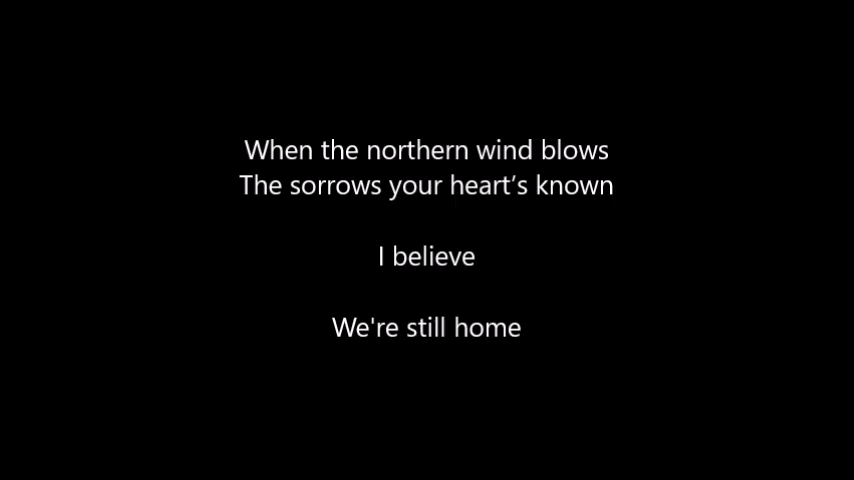 When the northern wind blows
The sorrows your heart’s known
I believe
We're still home